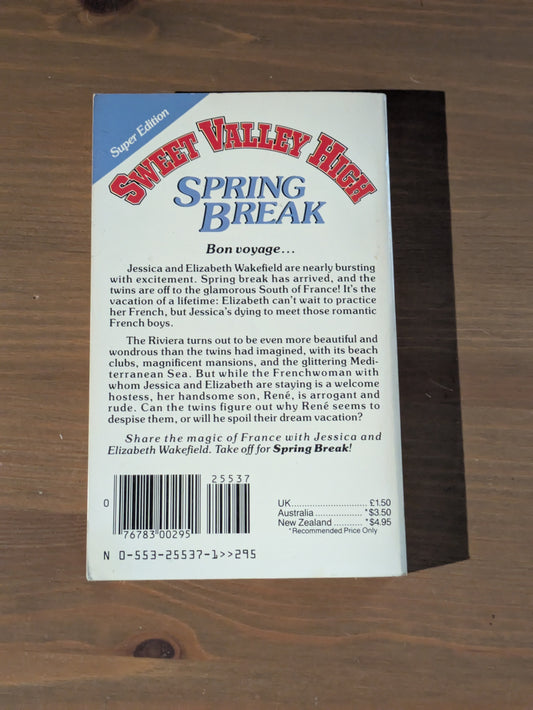 Super Edition
SWEET VALLEY HIGH
SPRING
BREAK
Bon voyage...
Jessica and Elizabeth Wakefield are nearly bursting
with excitement. Spring break has arrived, and the
twins are off to the glamorous South of France! It's the
vacation of a lifetime: Elizabeth can't wait to practice
her French, but Jessica's dying to meet those romantic
French boys.
The Riviera turns out to be even more beautiful and
wondrous than the twins had imagined, with its beach
clubs, magnificent mansions, and the glittering Medi-
terranean Sea. But while the Frenchwoman with
whom Jessica and Elizabeth are staying is a welcome
hostess, her handsome son, René, is arrogant and
rude. Can the twins figure out why René seems to
despise them, or will he spoil their dream vacation?
Share the magic of France with Jessica and
Elizabeth Wakefield. Take off for Spring Break!
25537
0
76783 00295
UK............................ £1.50
Australia ................. *$3.50
New Zealand .......... *$4.95
*Recommended Price Only
N 0-553-25537-1>>295